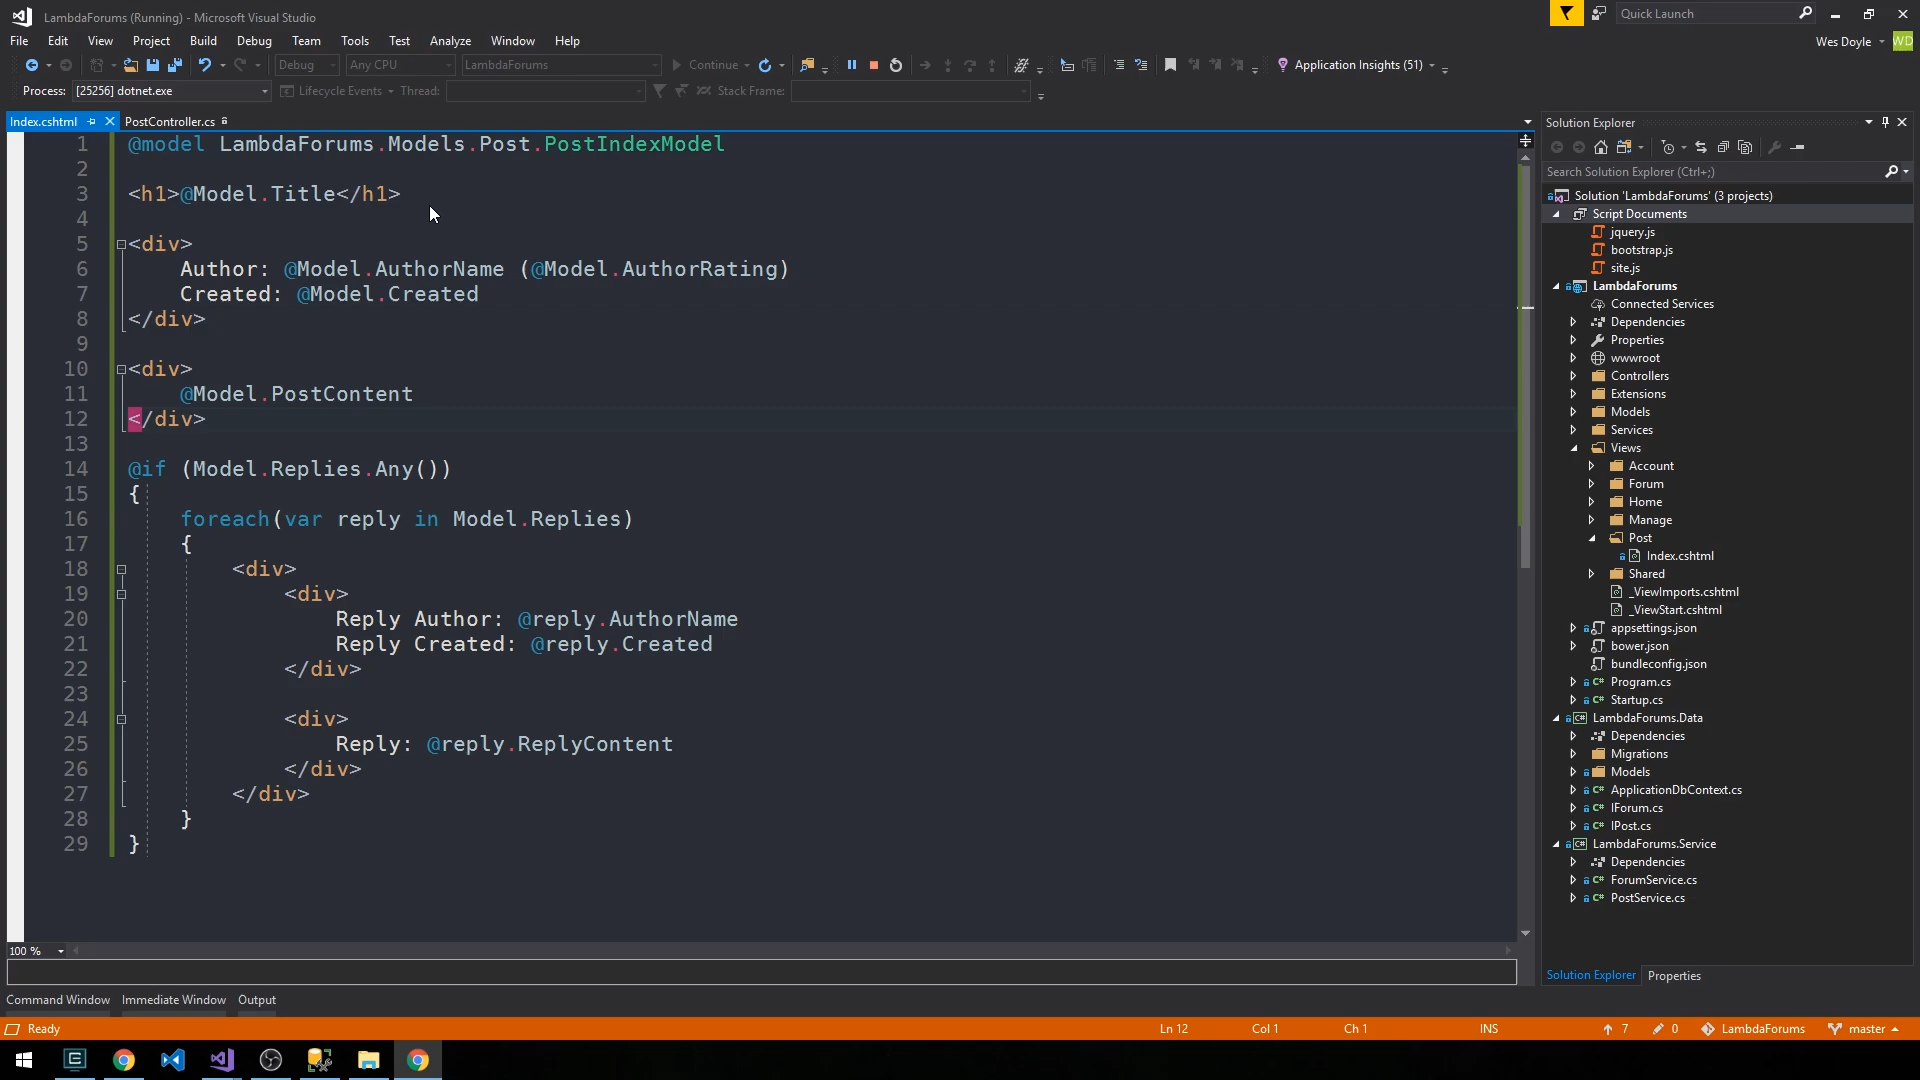 LambdaForums (Running) - Microsoft Visual Studio
Quick Launch
File Edit View Project Build Debug Team Tools Test Analyze Window Help
Wes Doyle WD
Debug Any CPU LambdaForums Continue Application Insights (51)
Process: [25256] dotnet.exe Lifecycle Events Thread: Stack Frame:
Index.cshtml PostController.cs
1 @model LambdaForums.Models.Post.PostIndexModel
2
3 <h1>@Model.Title</h1>
4
5 <div>
6 Author: @Model.AuthorName (@Model.AuthorRating)
7 Created: @Model.Created
8 </div>
9
10 <div>
11 @Model.PostContent
12 </div>
13
14 @if (Model.Replies.Any())
15 {
16 foreach(var reply in Model.Replies)
17 {
18 <div>
19 <div>
20 Reply Author: @reply.AuthorName
21 Reply Created: @reply.Created
22 </div>
23
24 <div>
25 Reply: @reply.ReplyContent
26 </div>
27 </div>
28 }
29 }
100 %
Command Window Immediate Window Output
Solution Explorer
Search Solution Explorer (Ctrl+;)
Solution 'LambdaForums' (3 projects)
Script Documents
jquery.js
bootstrap.js
site.js
LambdaForums
Connected Services
Dependencies
Properties
wwwroot
Controllers
Extensions
Models
Services
Views
Account
Forum
Home
Manage
Post
Index.cshtml
Shared
_ViewImports.cshtml
_ViewStart.cshtml
appsettings.json
bower.json
bundleconfig.json
C# Program.cs
C# Startup.cs
C# LambdaForums.Data
Dependencies
Migrations
Models
C# ApplicationDbContext.cs
C# IForum.cs
C# IPost.cs
C# LambdaForums.Service
Dependencies
C# ForumService.cs
C# PostService.cs
Solution Explorer Properties
Ready Ln 12 Col 1 Ch 1 INS 7 0 LambdaForums master